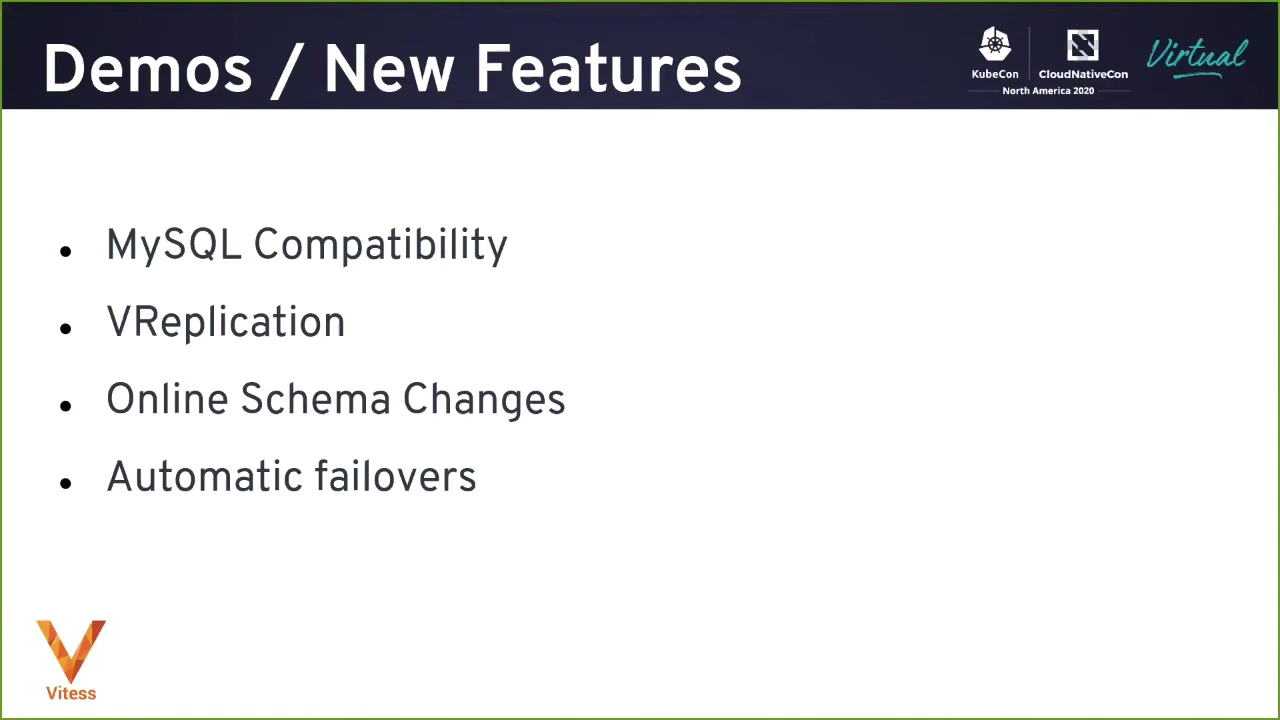 Demos / New Features
KubeCon
CloudNativeCon
North America 2020
Virtual
MySQL Compatibility
VReplication
Online Schema Changes
Automatic failovers
Vitess